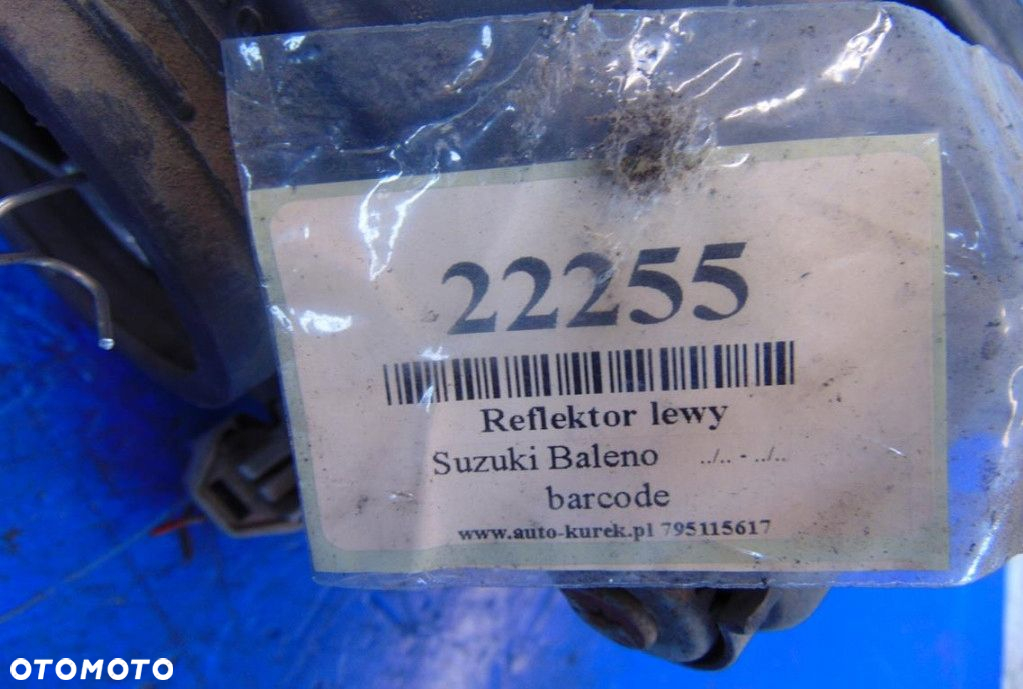 22255
Reflektor lewy
Suzuki Baleno ../.. - ../..
barcode
www.auto-kurek.pl 795115617
OTOMOTO